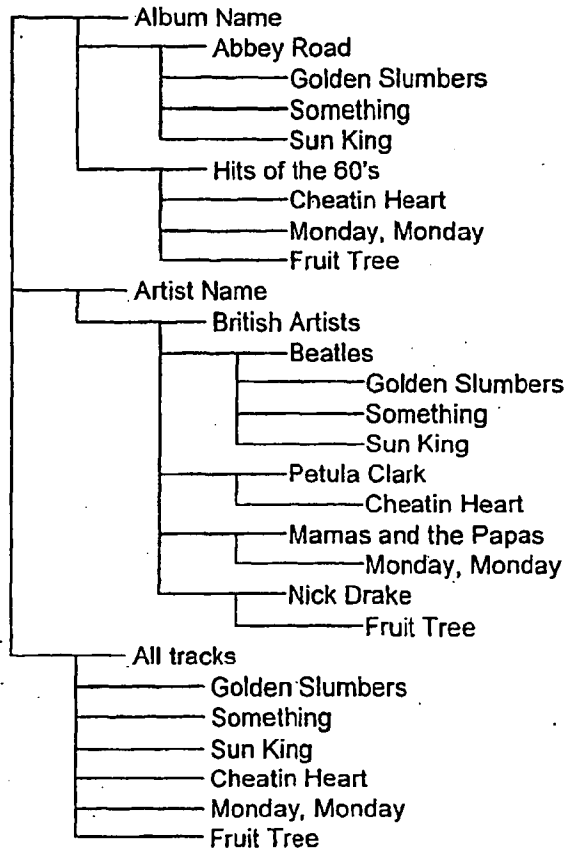 Album Name
Abbey Road
Golden Slumbers
Something
Sun King
Hits of the 60's
Cheatin Heart
Monday, Monday
Fruit Tree
Artist Name
British Artists
Beatles
Golden Slumbers
Something
Sun King
Petula Clark
Cheatin Heart
Mamas and the Papas
Monday, Monday
Nick Drake
Fruit Tree
All tracks
Golden Slumbers
Something
Sun King
Cheatin Heart
Monday, Monday
Fruit Tree